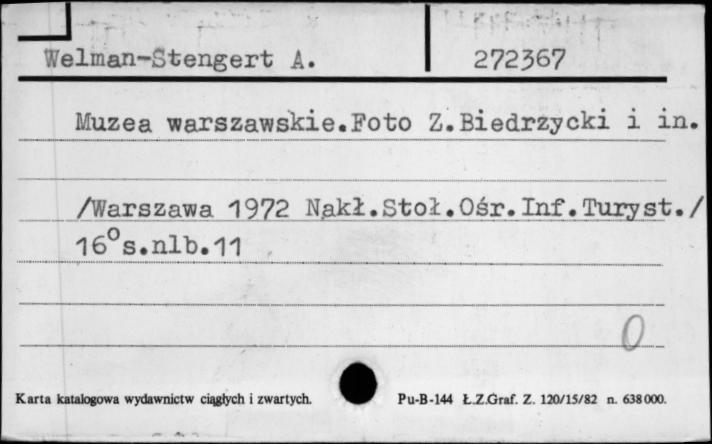 Welman-Stengert A. 272367
Muzea warszawskie.Foto Z.Biedrzycki i in.
/Warszawa 1972 Nakł.Stoł.Ośr.Inf.Turyst./
16°s.nlb.11
0
Karta katalogowa wydawnictw ciągłych i zwartych. Pu-B-144 Ł.Z.Graf. Z. 120/15/82 n. 638000.